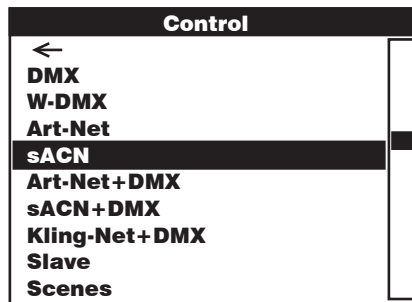 Control
←
DMX
W-DMX
Art-Net
sACN
Art-Net+DMX
sACN+DMX
Kling-Net+DMX
Slave
Scenes